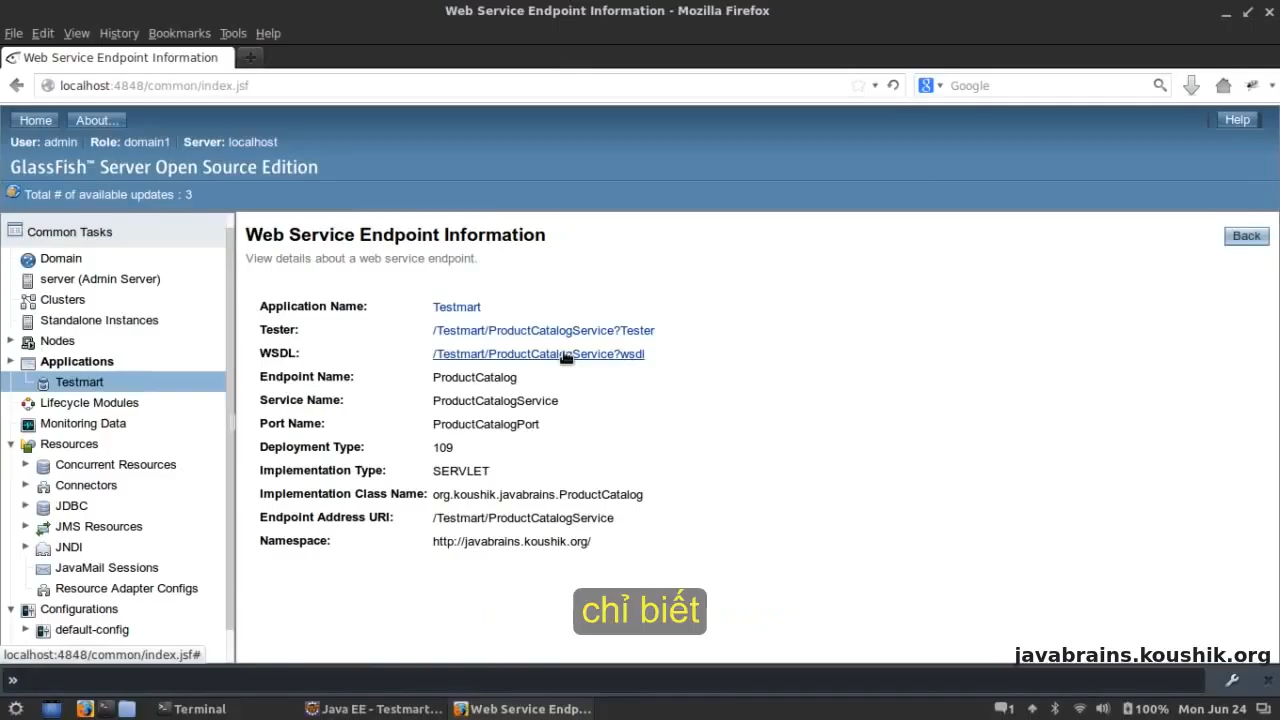 Web Service Endpoint Information - Mozilla Firefox
File Edit View History Bookmarks Tools Help
Web Service Endpoint Information
localhost:4848/common/index.jsf
Google
Home About... Help
User: admin Role: domain1 Server: localhost
GlassFish™ Server Open Source Edition
Total # of available updates : 3
Common Tasks
Domain
server (Admin Server)
Clusters
Standalone Instances
Nodes
Applications
Testmart
Lifecycle Modules
Monitoring Data
Resources
Concurrent Resources
Connectors
JDBC
JMS Resources
JNDI
JavaMail Sessions
Resource Adapter Configs
Configurations
default-config
localhost:4848/common/index.jsf#
Web Service Endpoint Information
Back
View details about a web service endpoint.
Application Name: Testmart
Tester: /Testmart/ProductCatalogService?Tester
WSDL: /Testmart/ProductCatalogService?wsdl
Endpoint Name: ProductCatalog
Service Name: ProductCatalogService
Port Name: ProductCatalogPort
Deployment Type: 109
Implementation Type: SERVLET
Implementation Class Name: org.koushik.javabrains.ProductCatalog
Endpoint Address URI: /Testmart/ProductCatalogService
Namespace: http://javabrains.koushik.org/
chỉ biết
javabrains.koushik.org
»
Terminal Java EE - Testmart... Web Service Endp... 1 100% Mon Jun 24